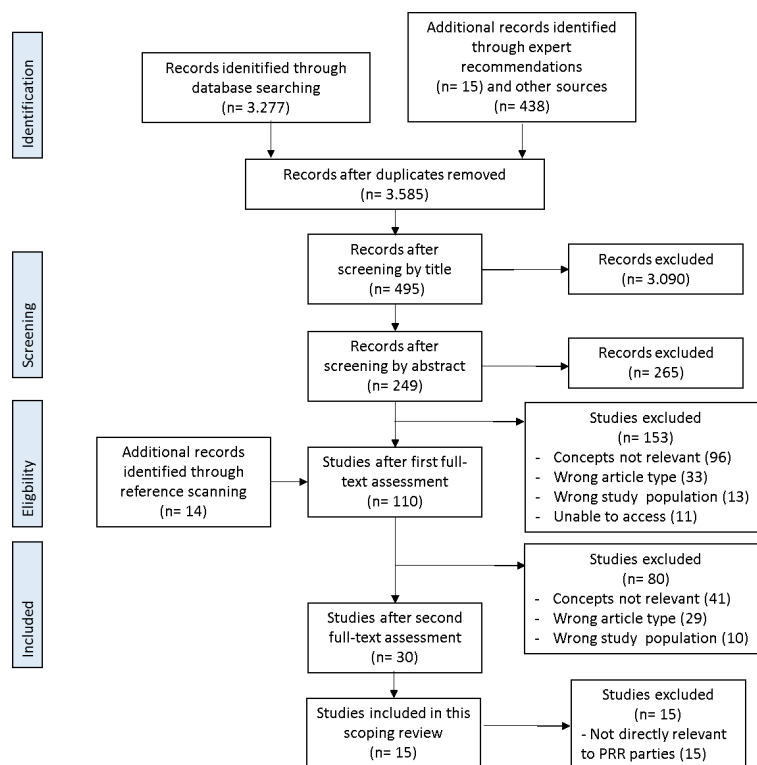 Identification
Records idenitified through
database searching
(n= 3.277)
Additional records identified
through expert
recommendations
(n= 15) and other sources
(n= 438)
Records after duplicates removed
(n= 3.585)
Screening
Records after
screening by title
(n= 495)
Records excluded
(n= 3.090)
Records after
screening by abstract
(n= 249)
Records excluded
(n= 265)
Eligbility
Studies excluded
(n= 153)
- Concepts not relevant (96)
- Wrong article type (33)
- Wrong study population (13)
- Unable to access (11)
Additional records
identified through
reference scanning
(n= 14)
Studies after first full-
text assessment
(n= 110)
Included
Studies excluded
(n= 80)
- Concepts not relevant (41)
- Wrong article type (29)
- Wrong study population (10)
Studies after second
full-text assessment
(n= 30)
Studies included in this
scoping review
(n= 15)
Studies excluded
(n= 15)
- Not directly relevant
to PRR parties (15)